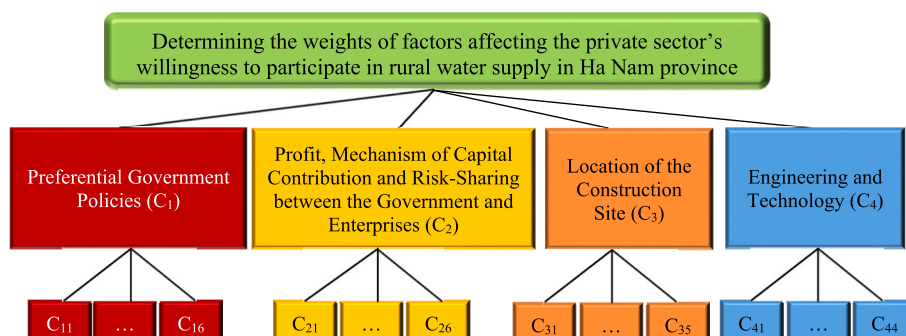 Determining the weights of factors affecting the private sector's
willingness to participate in rural water supply in Ha Nam province
Preferential Government
Policies (C₁)
Profit, Mechanism of Capital
Contribution and Risk-Sharing
between the Government and
Enterprises (C₂)
Location of the
Construction
Site (C₃)
Engineering and
Technology (C₄)
C₁₁ … C₁₆ C₂₁ … C₂₆ C₃₁ … C₃₅ C₄₁ … C₄₄